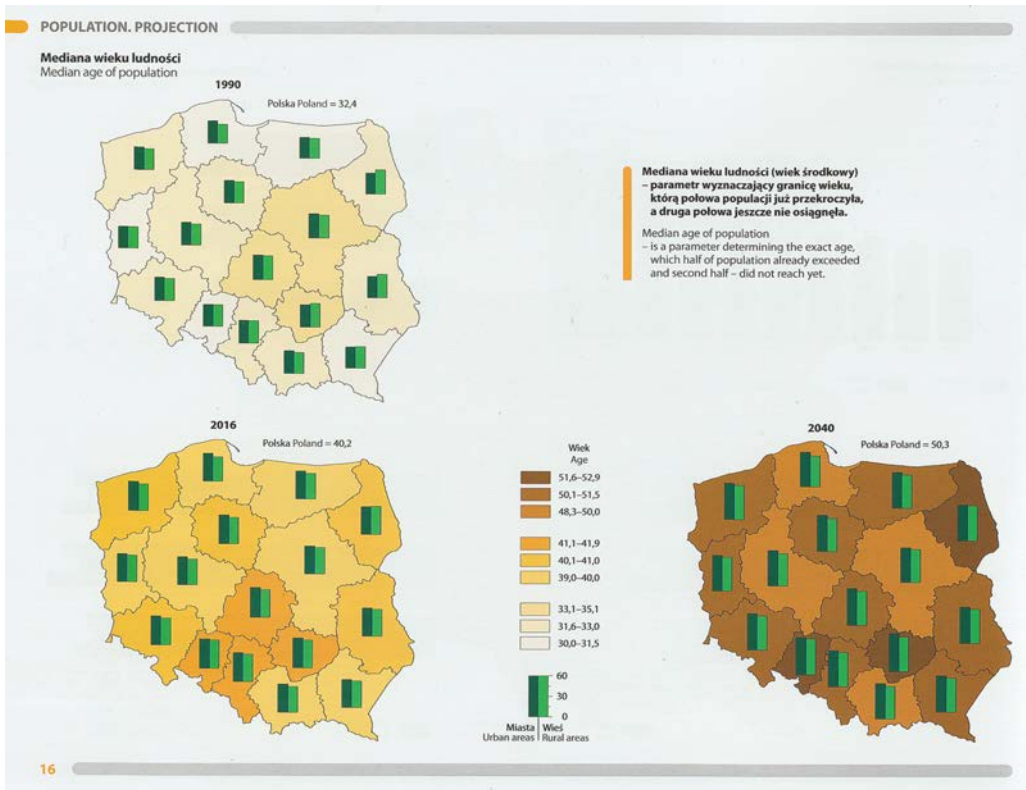 POPULATION. PROJECTION
Mediana wieku ludności
Median age of population
1990
Polska Poland = 32,4
Mediana wieku ludności (wiek środkowy)
– parametr wyznaczający granicę wieku,
którą połowa populacji już przekroczyła,
a druga połowa jeszcze nie osiągnęła.
Median age of population
– is a parameter determining the exact age,
which half of population already exceeded
and second half – did not reach yet.
2016
Polska Poland = 40,2
Wiek
Age
51,6–52,9
50,1–51,5
48,3–50,0
41,1–41,9
40,1–41,0
39,0–40,0
33,1–35,1
31,6–33,0
30,0–31,5
60
30
0
Miasta Wieś
Urban areas Rural areas
2040
Polska Poland = 50,3
16